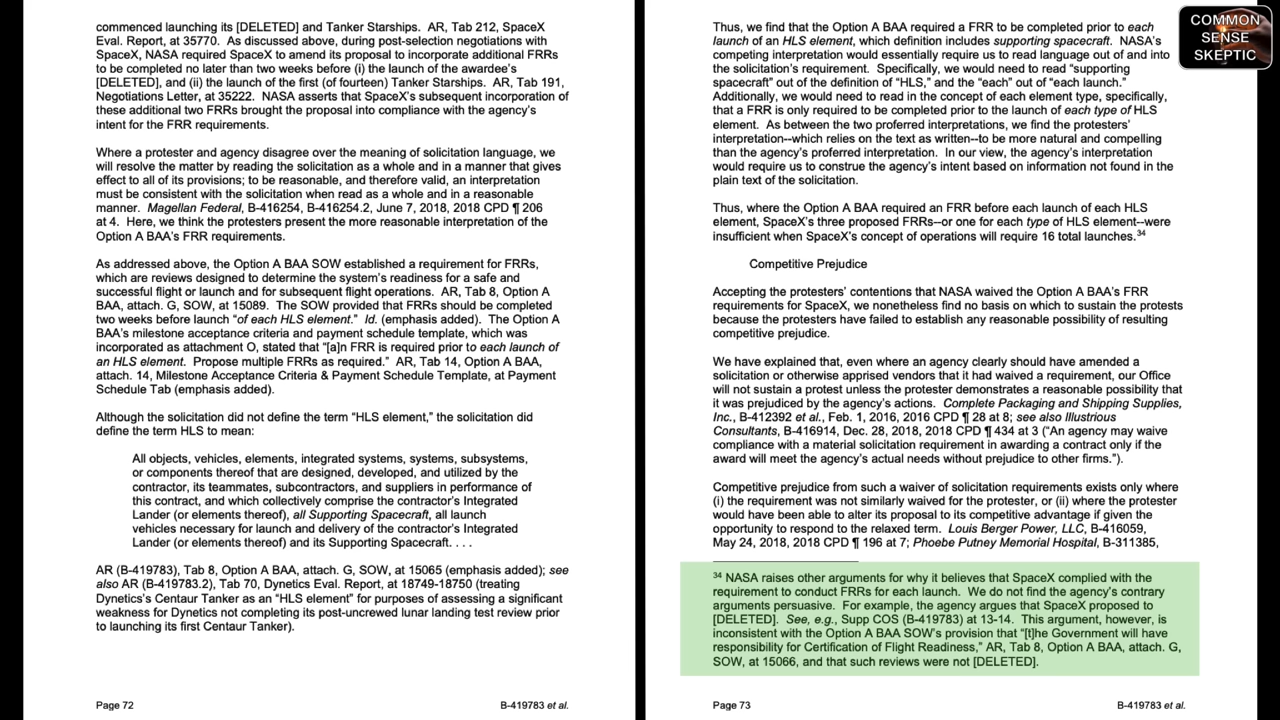 commenced launching its [DELETED] and Tanker Starships.  AR, Tab 212, SpaceX
Eval. Report, at 35770.  As discussed above, during post-selection negotiations with
SpaceX, NASA required SpaceX to amend its proposal to incorporate additional FRRs
to be completed no later than two weeks before (i) the launch of the awardee's
[DELETED], and (ii) the launch of the first (of fourteen) Tanker Starships.  AR, Tab 191,
Negotiations Letter, at 35222.  NASA asserts that SpaceX's subsequent incorporation of
these additional two FRRs brought the proposal into compliance with the agency's
intent for the FRR requirements.
Where a protester and agency disagree over the meaning of solicitation language, we
will resolve the matter by reading the solicitation as a whole and in a manner that gives
effect to all of its provisions; to be reasonable, and therefore valid, an interpretation
must be consistent with the solicitation when read as a whole and in a reasonable
manner.  Magellan Federal, B-416254, B-416254.2, June 7, 2018, 2018 CPD ¶ 206
at 4.  Here, we think the protesters present the more reasonable interpretation of the
Option A BAA's FRR requirements.
As addressed above, the Option A BAA SOW established a requirement for FRRs,
which are reviews designed to determine the system's readiness for a safe and
successful flight or launch and for subsequent flight operations.  AR, Tab 8, Option A
BAA, attach. G, SOW, at 15089.  The SOW provided that FRRs should be completed
two weeks before launch "of each HLS element."  Id. (emphasis added).  The Option A
BAA's milestone acceptance criteria and payment schedule template, which was
incorporated as attachment O, stated that "[a]n FRR is required prior to each launch of
an HLS element.  Propose multiple FRRs as required."  AR, Tab 14, Option A BAA,
attach. 14, Milestone Acceptance Criteria & Payment Schedule Template, at Payment
Schedule Tab (emphasis added).
Although the solicitation did not define the term "HLS element," the solicitation did
define the term HLS to mean:
All objects, vehicles, elements, integrated systems, systems, subsystems,
or components thereof that are designed, developed, and utilized by the
contractor, its teammates, subcontractors, and suppliers in performance of
this contract, and which collectively comprise the contractor's Integrated
Lander (or elements thereof), all Supporting Spacecraft, all launch
vehicles necessary for launch and delivery of the contractor's Integrated
Lander (or elements thereof) and its Supporting Spacecraft. . . .
AR (B-419783), Tab 8, Option A BAA, attach. G, SOW, at 15065 (emphasis added); see
also AR (B-419783.2), Tab 70, Dynetics Eval. Report, at 18749-18750 (treating
Dynetics's Centaur Tanker as an "HLS element" for purposes of assessing a significant
weakness for Dynetics not completing its post-uncrewed lunar landing test review prior
to launching its first Centaur Tanker).
Page 72
B-419783 et al.
Thus, we find that the Option A BAA required a FRR to be completed prior to each
launch of an HLS element, which definition includes supporting spacecraft.  NASA's
competing interpretation would essentially require us to read language out of and into
the solicitation's requirement.  Specifically, we would need to read "supporting
spacecraft" out of the definition of "HLS," and the "each" out of "each launch."
Additionally, we would need to read in the concept of each element type, specifically,
that a FRR is only required to be completed prior to the launch of each type of HLS
element.  As between the two preferred interpretations, we find the protesters'
interpretation--which relies on the text as written--to be more natural and compelling
than the agency's preferred interpretation.  In our view, the agency's interpretation
would require us to construe the agency's intent based on information not found in the
plain text of the solicitation.
Thus, where the Option A BAA required an FRR before each launch of each HLS
element, SpaceX's three proposed FRRs--or one for each type of HLS element--were
insufficient when SpaceX's concept of operations will require 16 total launches.34
Competitive Prejudice
Accepting the protesters' contentions that NASA waived the Option A BAA's FRR
requirements for SpaceX, we nonetheless find no basis on which to sustain the protests
because the protesters have failed to establish any reasonable possibility of resulting
competitive prejudice.
We have explained that, even where an agency clearly should have amended a
solicitation or otherwise apprised vendors that it had waived a requirement, our Office
will not sustain a protest unless the protester demonstrates a reasonable possibility that
it was prejudiced by the agency's actions.  Complete Packaging and Shipping Supplies,
Inc., B-412392 et al., Feb. 1, 2016, 2016 CPD ¶ 28 at 8; see also Illustrious
Consultants, B-416914, Dec. 28, 2018, 2018 CPD ¶ 434 at 3 ("An agency may waive
compliance with a material solicitation requirement in awarding a contract only if the
award will meet the agency's actual needs without prejudice to other firms.").
Competitive prejudice from such a waiver of solicitation requirements exists only where
(i) the requirement was not similarly waived for the protester, or (ii) where the protester
would have been able to alter its proposal to its competitive advantage if given the
opportunity to respond to the relaxed term.  Louis Berger Power, LLC, B-416059,
May 24, 2018, 2018 CPD ¶ 196 at 7; Phoebe Putney Memorial Hospital, B-311385,
34 NASA raises other arguments for why it believes that SpaceX complied with the
requirement to conduct FRRs for each launch.  We do not find the agency's contrary
arguments persuasive.  For example, the agency argues that SpaceX proposed to
[DELETED].  See, e.g., Supp COS (B-419783) at 13-14.  This argument, however, is
inconsistent with the Option A BAA SOW's provision that "[t]he Government will have
responsibility for Certification of Flight Readiness," AR, Tab 8, Option A BAA, attach. G,
SOW, at 15066, and that such reviews were not [DELETED].
Page 73
B-419783 et al.
COMMON
SENSE
SKEPTIC